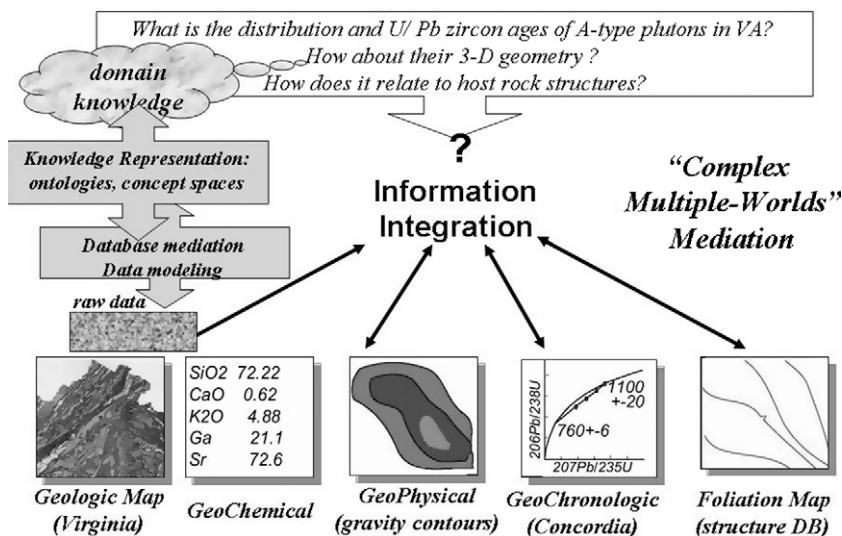 What is the distribution and U/ Pb zircon ages of A-type plutons in VA?
How about their 3-D geometry ?
How does it relate to host rock structures?
domain
knowledge
?
Knowledge Representation:
ontologies, concept spaces
Information
Integration
“Complex
Multiple-Worlds”
Mediation
Database mediation
Data modeling
raw data
SiO2 72.22
CaO 0.62
K2O 4.88
Ga 21.1
Sr 72.6
206Pb/238U
1100
+-20
760+-6
207Pb/235U
Geologic Map
(Virginia)
GeoChemical
GeoPhysical
(gravity contours)
GeoChronologic
(Concordia)
Foliation Map
(structure DB)